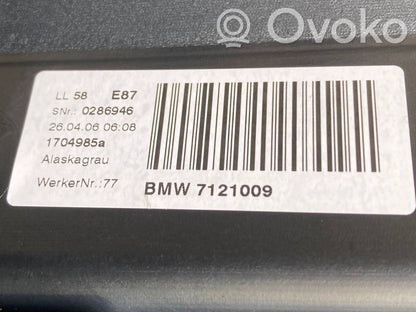 Ovoko
LL 58 E87
SNr.: 0286946
26.04.06 06:08
1704985a
Alaskagrau
WerkerNr.:77 BMW 7121009